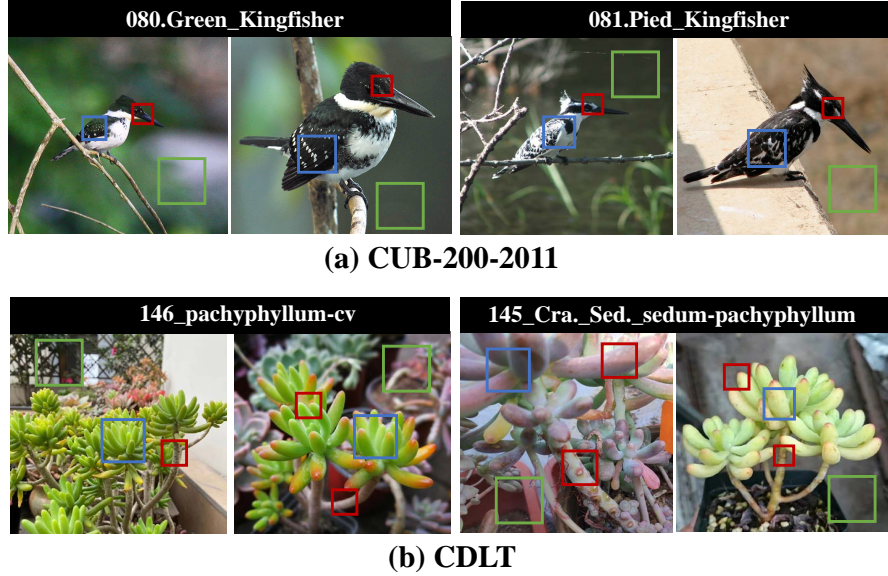 080.Green_Kingfisher
081.Pied_Kingfisher
(a) CUB-200-2011
146_pachyphyllum-cv
145_Cra._Sed._sedum-pachyphyllum
(b) CDLT